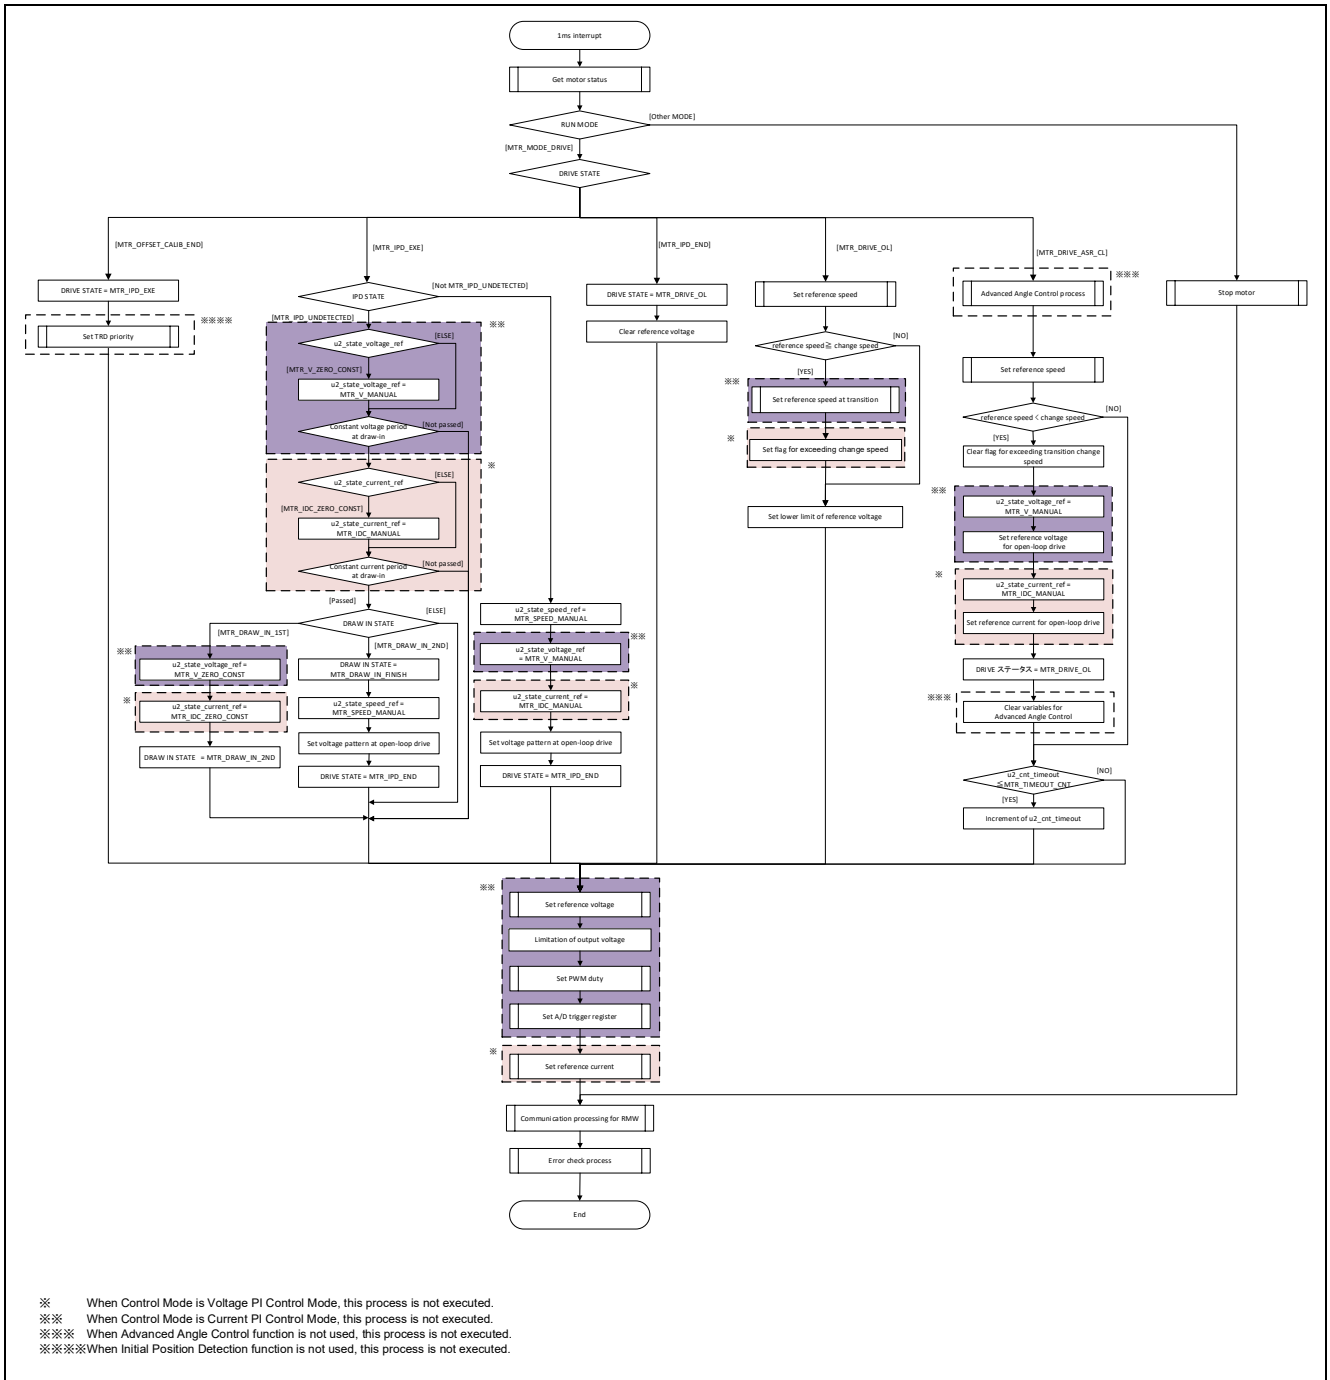 1ms interrupt
Get motor status
RUN MODE
[Other MODE]
[MTR_MODE_DRIVE]
DRIVE STATE
[MTR_OFFSET_CALIB_END]
DRIVE STATE = MTR_IPD_EXE
※※※※
Set TRD priority
[MTR_IPD_EXE]
IPD STATE
[Not MTR_IPD_UNDETECTED]
[MTR_IPD_UNDETECTED]
※※
u2_state_voltage_ref
[ELSE]
[MTR_V_ZERO_CONST]
u2_state_voltage_ref =
MTR_V_MANUAL
Constant voltage period
at draw-in
[Not passed]
※
u2_state_current_ref
[ELSE]
[MTR_IDC_ZERO_CONST]
u2_state_current_ref =
MTR_IDC_MANUAL
Constant current period
at draw-in
[Not passed]
[Passed]
DRAW IN STATE
[ELSE]
[MTR_DRAW_IN_1ST]
※※
u2_state_voltage_ref =
MTR_V_ZERO_CONST
※
u2_state_current_ref =
MTR_IDC_ZERO_CONST
DRAW IN STATE = MTR_DRAW_IN_2ND
[MTR_DRAW_IN_2ND]
DRAW IN STATE =
MTR_DRAW_IN_FINISH
u2_state_speed_ref =
MTR_SPEED_MANUAL
Set voltage pattern at open-loop drive
DRIVE STATE = MTR_IPD_END
u2_state_speed_ref =
MTR_SPEED_MANUAL
※※
u2_state_voltage_ref
= MTR_V_MANUAL
※
u2_state_current_ref =
MTR_IDC_MANUAL
Set voltage pattern at open-loop drive
DRIVE STATE = MTR_IPD_END
[MTR_IPD_END]
DRIVE STATE = MTR_DRIVE_OL
Clear reference voltage
[MTR_DRIVE_OL]
Set reference speed
reference speed≧ change speed
[NO]
[YES]
※※
Set reference speed at transition
※
Set flag for exceeding change speed
Set lower limit of reference voltage
[MTR_DRIVE_ASR_CL]
※※※
Advanced Angle Control process
Set reference speed
reference speed < change speed
[NO]
[YES]
Clear flag for exceeding transition change
speed
※※
u2_state_voltage_ref =
MTR_V_MANUAL
Set reference voltage
for open-loop drive
※
u2_state_current_ref =
MTR_IDC_MANUAL
Set reference current for open-loop drive
DRIVE ステータス = MTR_DRIVE_OL
※※※
Clear variables for
Advanced Angle Control
u2_cnt_timeout
≦MTR_TIMEOUT_CNT
[NO]
[YES]
Increment of u2_cnt_timeout
Stop motor
※※
Set reference voltage
Limitation of output voltage
Set PWM duty
Set A/D trigger register
※
Set reference current
Communication processing for RMW
Error check process
End
※ When Control Mode is Voltage PI Control Mode, this process is not executed.
※※ When Control Mode is Current PI Control Mode, this process is not executed.
※※※ When Advanced Angle Control function is not used, this process is not executed.
※※※※When Initial Position Detection function is not used, this process is not executed.